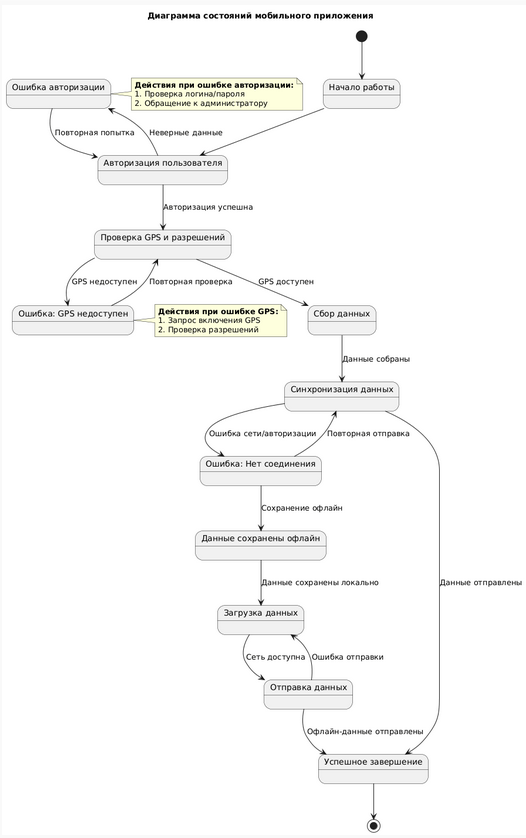 Диаграмма состояний мобильного приложения
Ошибка авторизации
Действия при ошибке авторизации:
1. Проверка логина/пароля
2. Обращение к администратору
Начало работы
Повторная попытка
Неверные данные
Авторизация пользователя
Авторизация успешна
Проверка GPS и разрешений
GPS недоступен
Повторная проверка
GPS доступен
Ошибка: GPS недоступен
Действия при ошибке GPS:
1. Запрос включения GPS
2. Проверка разрешений
Сбор данных
Данные собраны
Синхронизация данных
Ошибка сети/авторизации
Повторная отправка
Ошибка: Нет соединения
Сохранение офлайн
Данные сохранены офлайн
Данные сохранены локально
Данные отправлены
Загрузка данных
Сеть доступна
Ошибка отправки
Отправка данных
Офлайн-данные отправлены
Успешное завершение